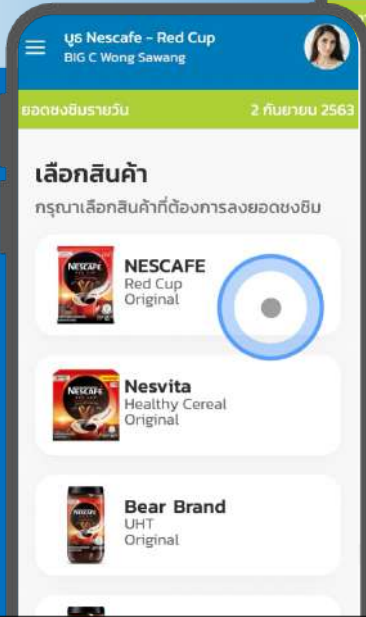 บูธ Nescafe - Red Cup
BIG C Wong Sawang
ยอดชงชิมรายวัน
2 กันยายน 2563
เลือกสินค้า
กรุณาเลือกสินค้าที่ต้องการลงยอดชงชิม
NESCAFÉ
NESCAFE
Red Cup
Original
NESCAFÉ
Nesvita
Healthy Cereal
Original
NESCAFÉ
Bear Brand
UHT
Original